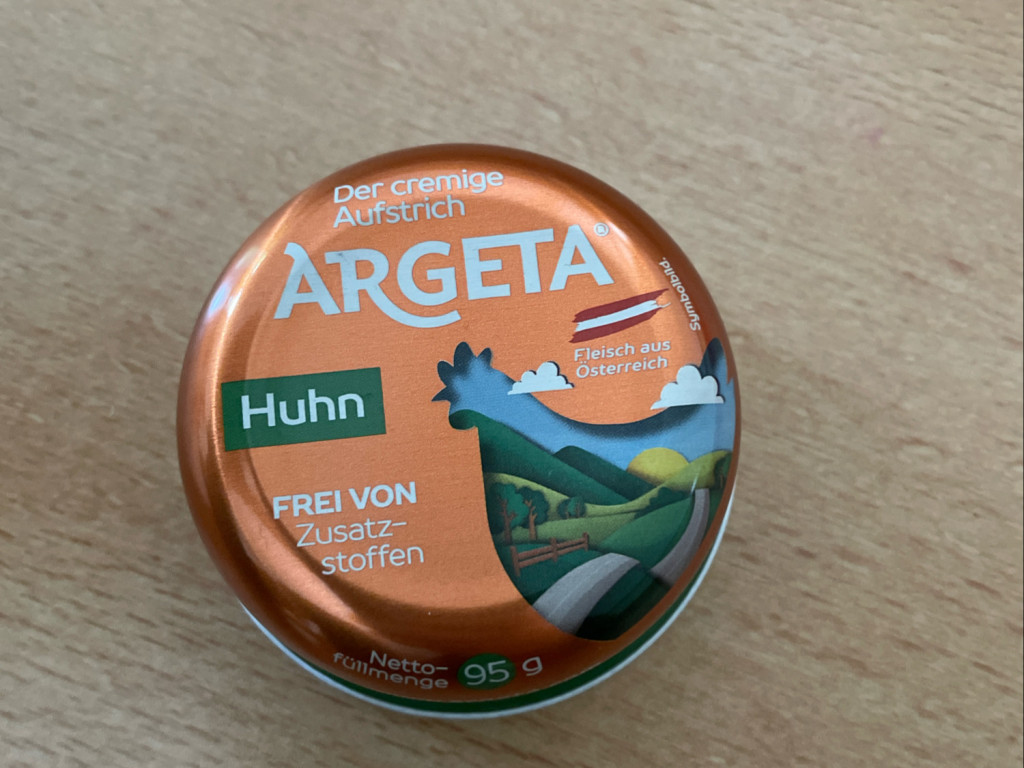 Der cremige
Aufstrich
ARGETA®
Symbolbild.
Fleisch aus
Österreich
Huhn
FREI VON
Zusatz-
stoffen
Netto-
füllmenge 95 g